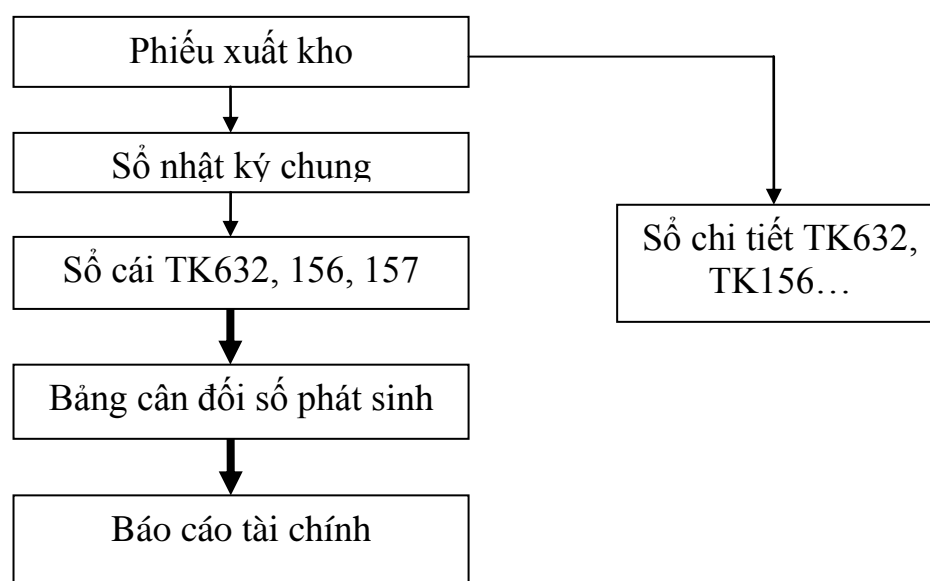 Phiếu xuất kho
Sổ nhật ký chung
Sổ chi tiết TK632,
TK156…
Sổ cái TK632, 156, 157
Bảng cân đối số phát sinh
Báo cáo tài chính